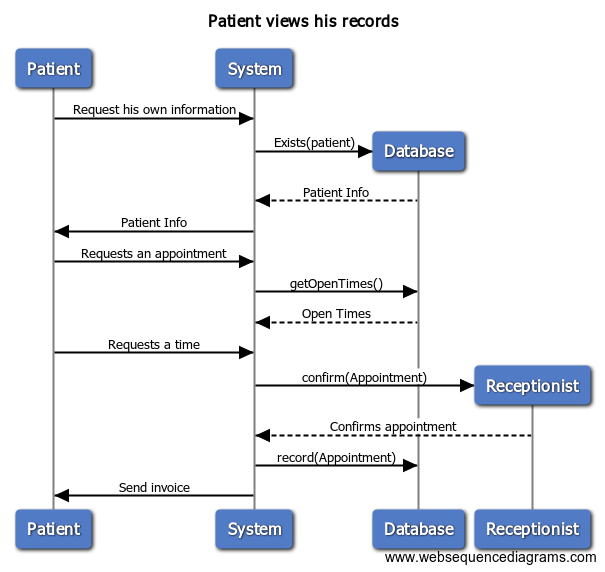 Patient views his records
Patient
System
Request his own information
Exists(patient)
Database
Patient Info
Patient Info
Requests an appointment
getOpenTimes()
Open Times
Requests a time
confirm(Appointment)
Receptionist
Confirms appointment
record(Appointment)
Send invoice
Patient
System
Database
Receptionist
www.websequencediagrams.com